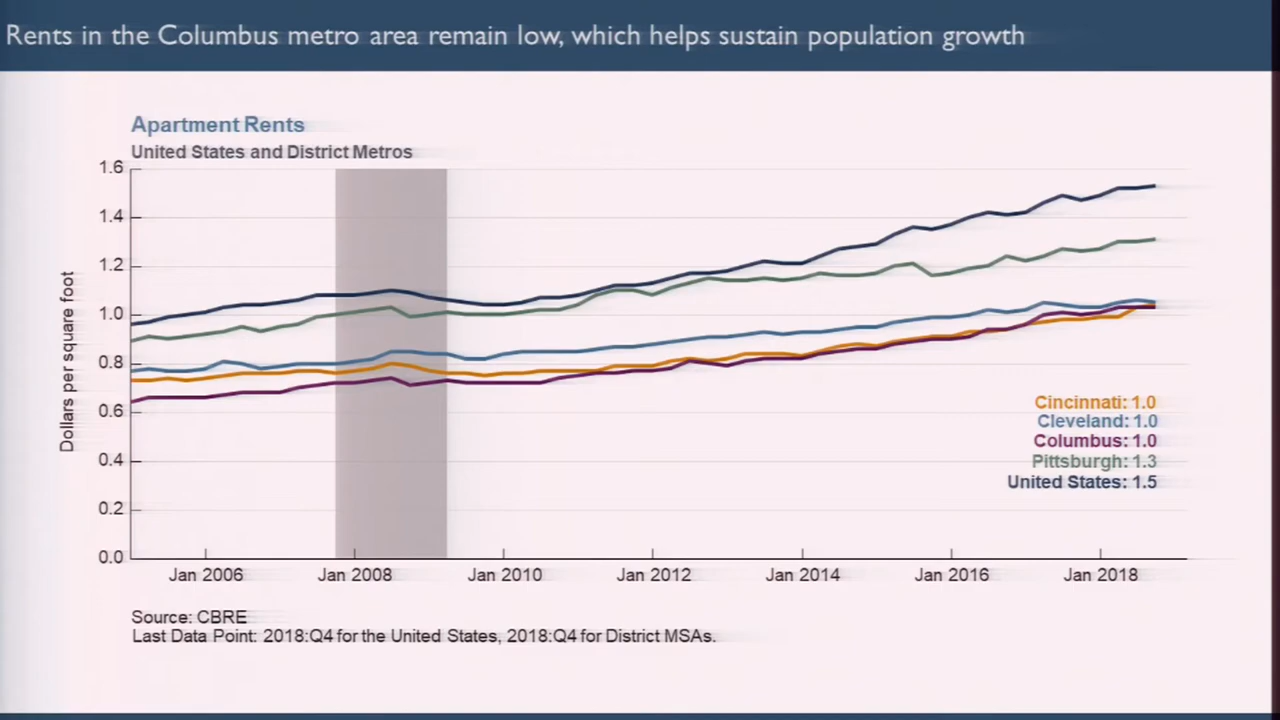 Rents in the Columbus metro area remain low, which helps sustain population growth
Apartment Rents
United States and District Metros
Dollars per square foot
1.6
1.4
1.2
1.0
0.8
0.6
0.4
0.2
0.0
Cincinnati: 1.0
Cleveland: 1.0
Columbus: 1.0
Pittsburgh: 1.3
United States: 1.5
Jan 2006 Jan 2008 Jan 2010 Jan 2012 Jan 2014 Jan 2016 Jan 2018
Source: CBRE
Last Data Point: 2018:Q4 for the United States, 2018:Q4 for District MSAs.